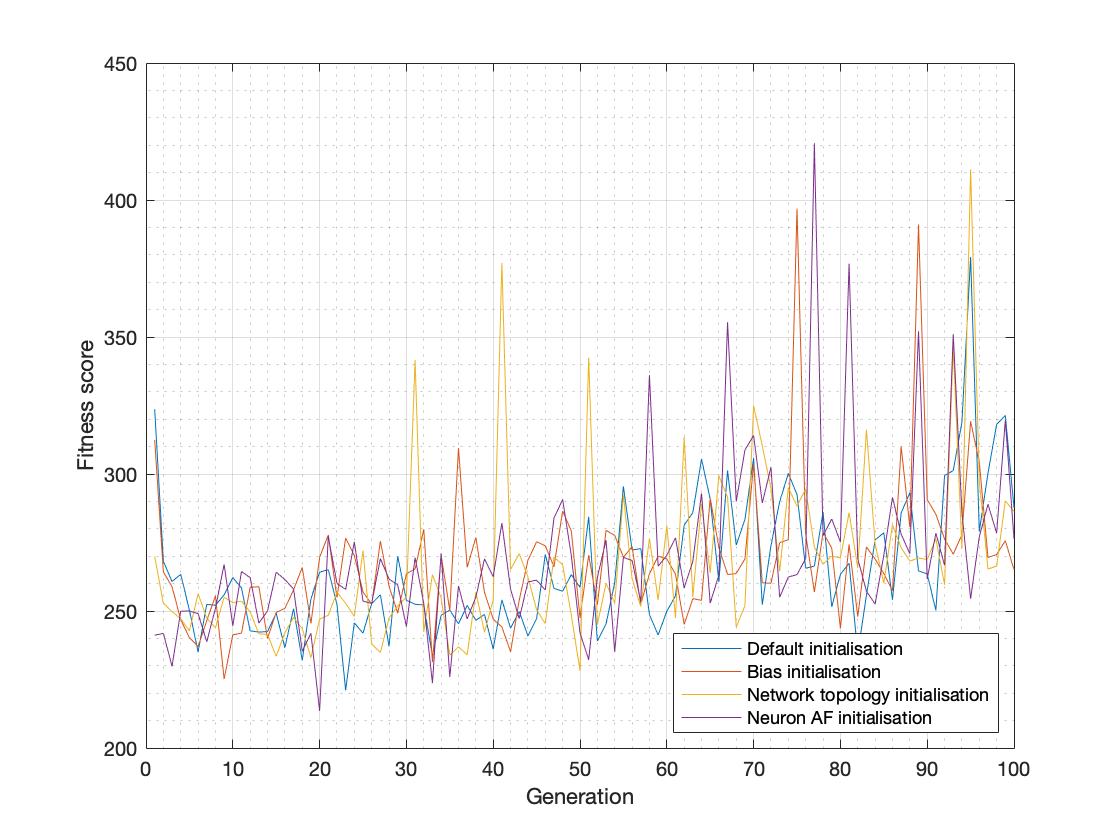 450
400
350
300
250
200
Fitness score
Default initialisation
Bias initialisation
Network topology initialisation
Neuron AF initialisation
0 10 20 30 40 50 60 70 80 90 100
Generation